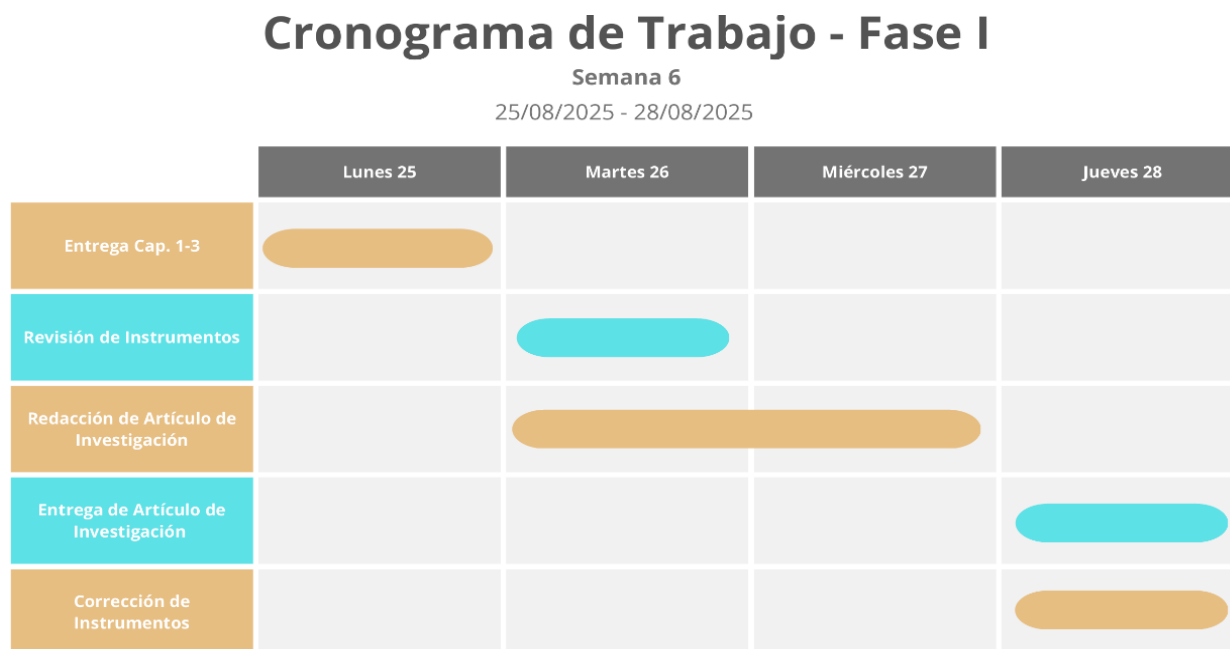 Cronograma de Trabajo - Fase I
Semana 6
25/08/2025 - 28/08/2025
Lunes 25
Martes 26
Miércoles 27
Jueves 28
Entrega Cap. 1-3
Revisión de Instrumentos
Redacción de Artículo de
Investigación
Entrega de Artículo de
Investigación
Corrección de
Instrumentos